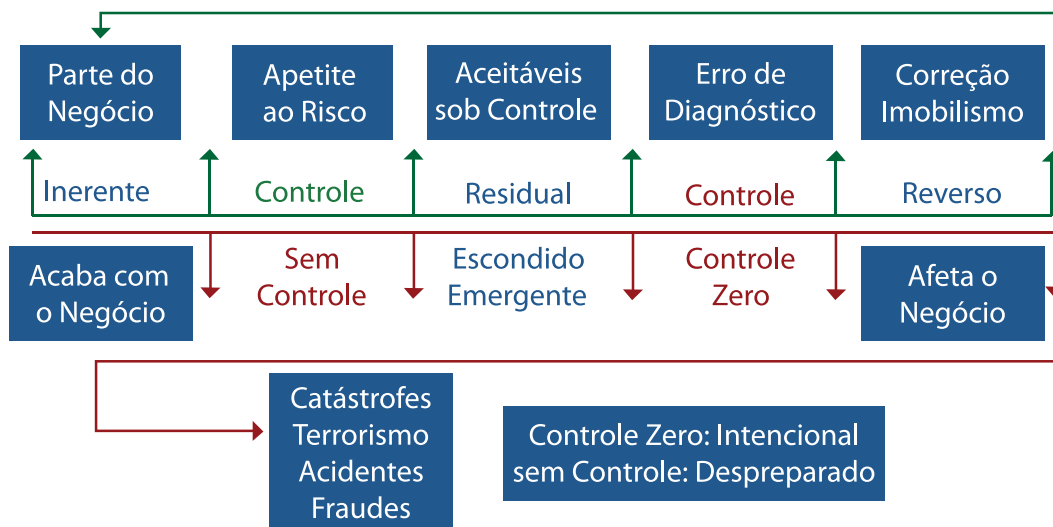 Parte do
Negócio
Apetite
ao Risco
Aceitáveis
sob Controle
Erro de
Diagnóstico
Correção
Imobilismo
Inerente
Controle
Residual
Controle
Reverso
Acaba com
o Negócio
Sem
Controle
Escondido
Emergente
Controle
Zero
Afeta o
Negócio
Catástrofes
Terrorismo
Acidentes
Fraudes
Controle Zero: Intencional
sem Controle: Despreparado